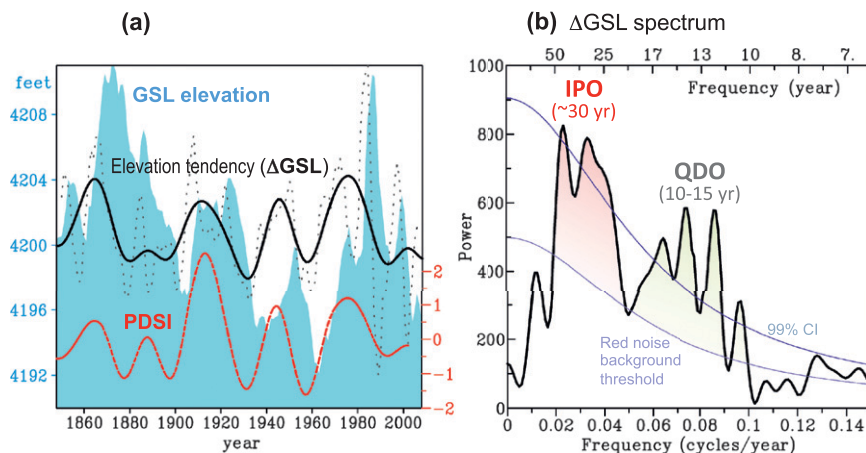 (a)
feet
4208
4204
4200
4196
4192
GSL elevation
Elevation tendency (ΔGSL)
PDSI
2
1
0
-1
-2
1860 1880 1900 1920 1940 1960 1980 2000
year
(b) ΔGSL spectrum
50 25 17 13 10 8. 7.
Frequency (year)
1000
800
600
400
200
0
Power
IPO
(~30 yr)
QDO
(10-15 yr)
99% CI
Red noise
background
threshold
0 0.02 0.04 0.06 0.08 0.1 0.12 0.14
Frequency (cycles/year)